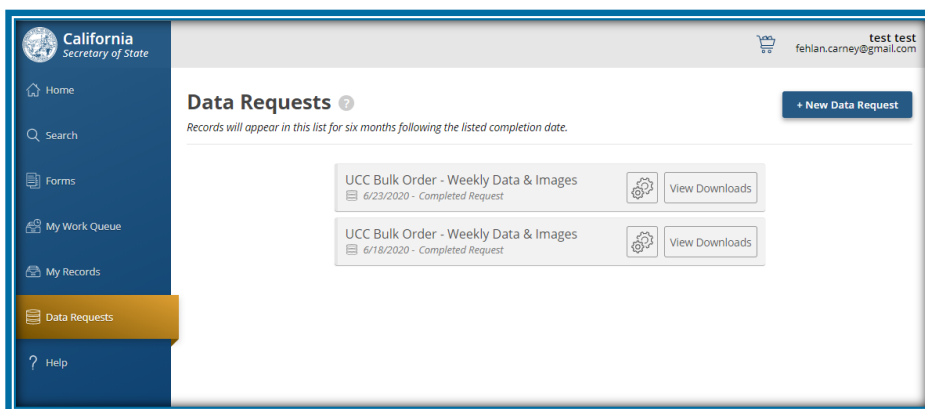 California
Secretary of State
test test
fehlan.carney@gmail.com
Home
Search
Forms
My Work Queue
My Records
Data Requests
Help
Data Requests ?
+ New Data Request
Records will appear in this list for six months following the listed completion date.
UCC Bulk Order - Weekly Data & Images
6/23/2020 - Completed Request
View Downloads
UCC Bulk Order - Weekly Data & Images
6/18/2020 - Completed Request
View Downloads